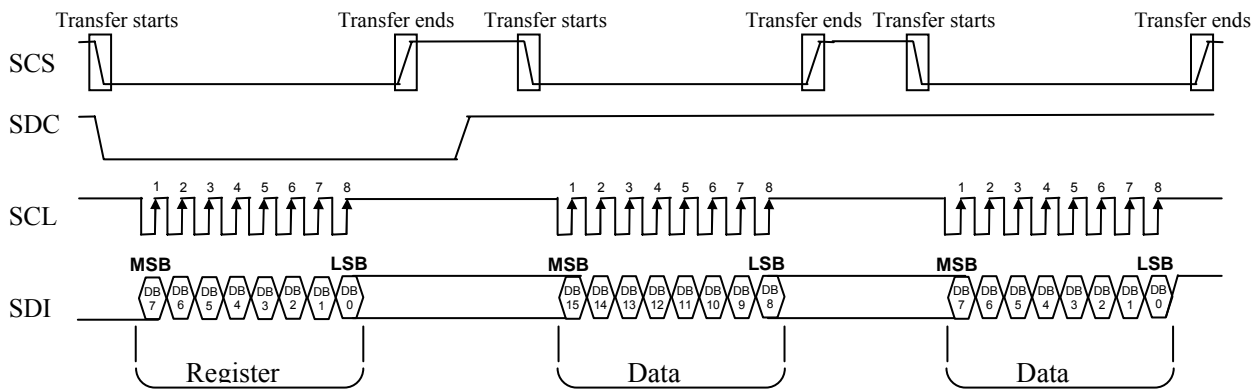 Transfer starts Transfer ends Transfer starts Transfer ends Transfer starts Transfer ends
SCS
SDC
1 2 3 4 5 6 7 8 1 2 3 4 5 6 7 8 1 2 3 4 5 6 7 8
SCL
MSB LSB MSB LSB MSB LSB
SDI
DB 7 DB 6 DB 5 DB 4 DB 3 DB 2 DB 1 DB 0 DB 15 DB 14 DB 13 DB 12 DB 11 DB 10 DB 9 DB 8 DB 7 DB 6 DB 5 DB 4 DB 3 DB 2 DB 1 DB 0
Register Data Data